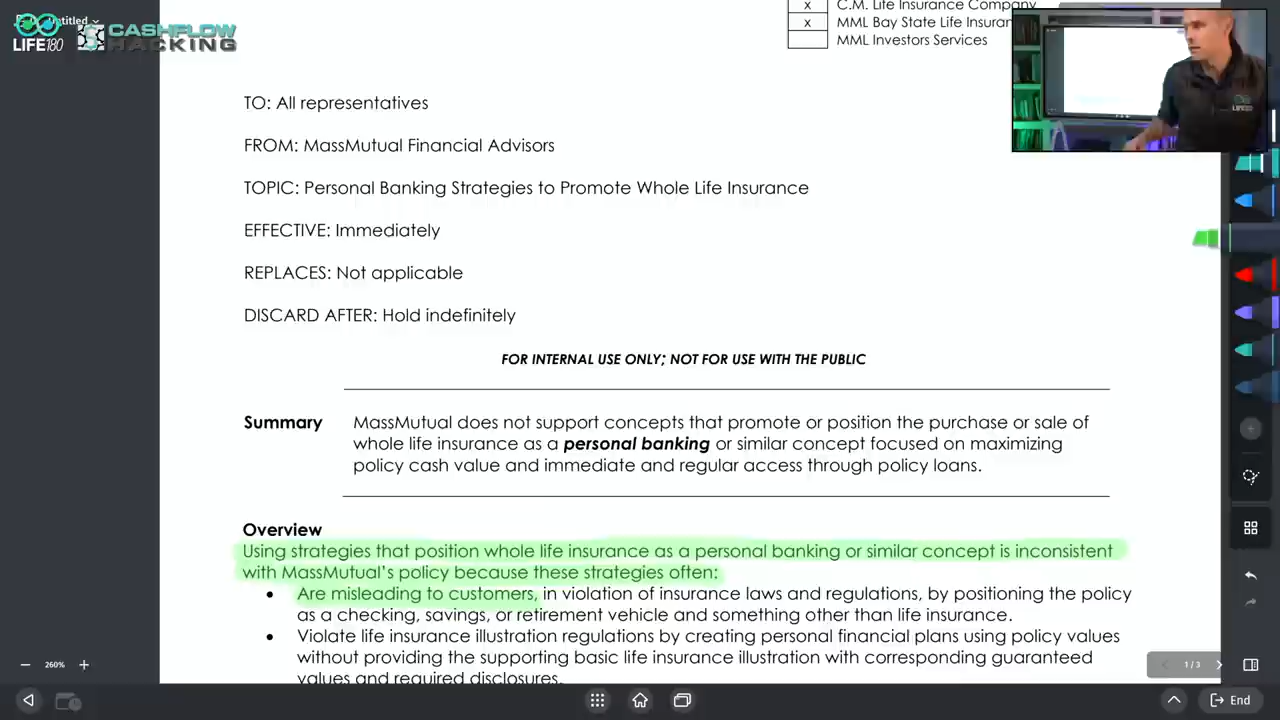 Untitled
LIFE180
CASHFLOW
HACKING
x C.M. Life Insurance Company
x MML Bay State Life Insuran
MML Investors Services
TO: All representatives
FROM: MassMutual Financial Advisors
TOPIC: Personal Banking Strategies to Promote Whole Life Insurance
EFFECTIVE: Immediately
REPLACES: Not applicable
DISCARD AFTER: Hold indefinitely
FOR INTERNAL USE ONLY; NOT FOR USE WITH THE PUBLIC
Summary MassMutual does not support concepts that promote or position the purchase or sale of
whole life insurance as a personal banking or similar concept focused on maximizing
policy cash value and immediate and regular access through policy loans.
Overview
Using strategies that position whole life insurance as a personal banking or similar concept is inconsistent
with MassMutual's policy because these strategies often:
• Are misleading to customers, in violation of insurance laws and regulations, by positioning the policy
as a checking, savings, or retirement vehicle and something other than life insurance.
• Violate life insurance illustration regulations by creating personal financial plans using policy values
without providing the supporting basic life insurance illustration with corresponding guaranteed
values and required disclosures.
260%
1/3
End